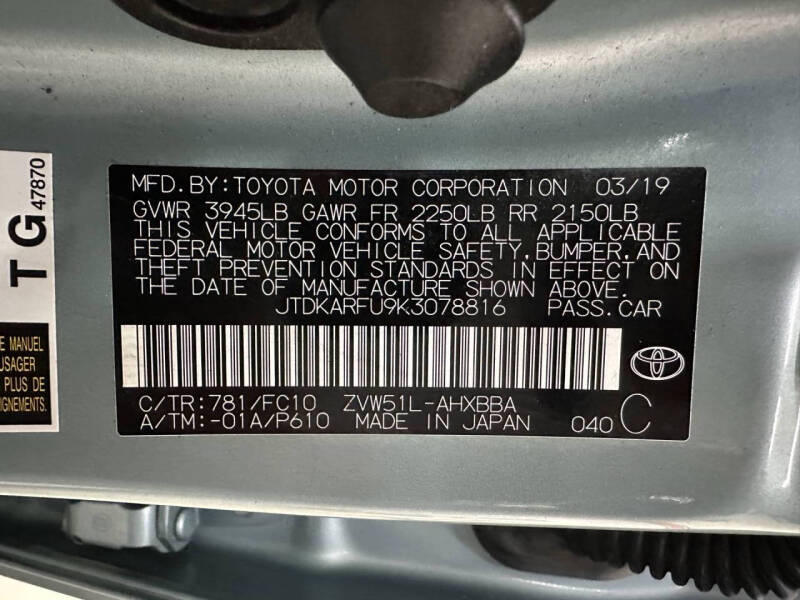 TG 47870
E MANUEL
USAGER
PLUS DE
IGNEMENTS.
MFD.BY:TOYOTA MOTOR CORPORATION 03/19
GVWR 3945LB GAWR FR 2250LB RR 2150LB
THIS VEHICLE CONFORMS TO ALL APPLICABLE
FEDERAL MOTOR VEHICLE SAFETY,BUMPER,AND
THEFT PREVENTION STANDARDS IN EFFECT ON
THE DATE OF MANUFACTURE SHOWN ABOVE.
JTDKARFU9K3078816 PASS.CAR
C/TR:781/FC10 ZVW51L-AHXBBA
A/TM:-01A/P610 MADE IN JAPAN 040 C